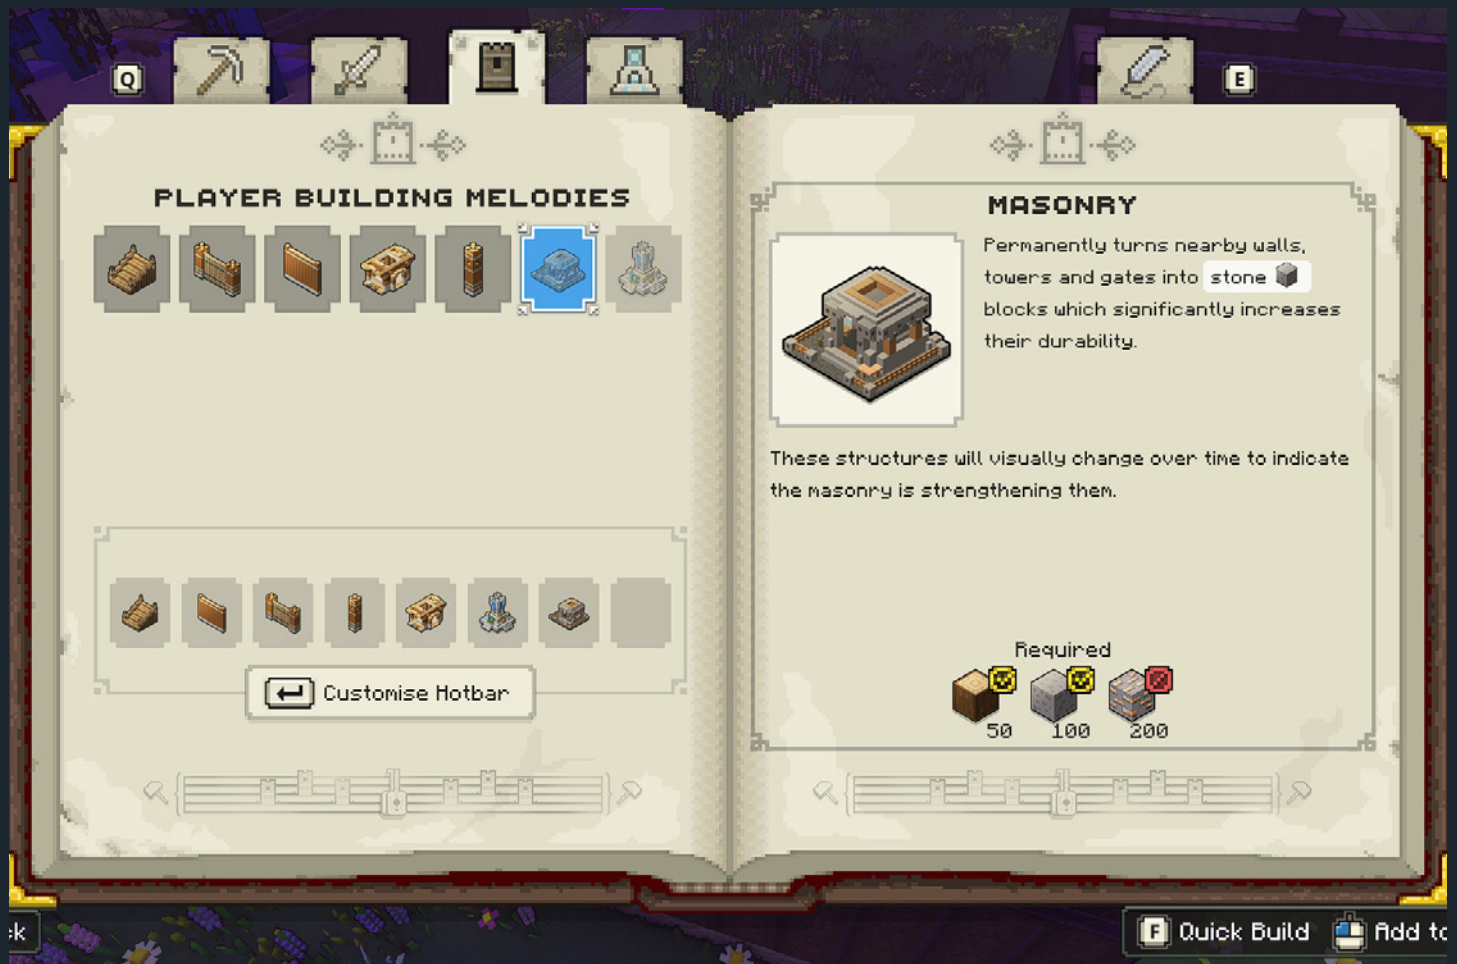 Q
E
PLAYER BUILDING MELODIES
Customise Hotbar
MASONRY
Permanently turns nearby walls,
towers and gates into stone
blocks which significantly increases
their durability.
These structures will visually change over time to indicate
the masonry is strengthening them.
Required
50 100 200
F Quick Build Add to